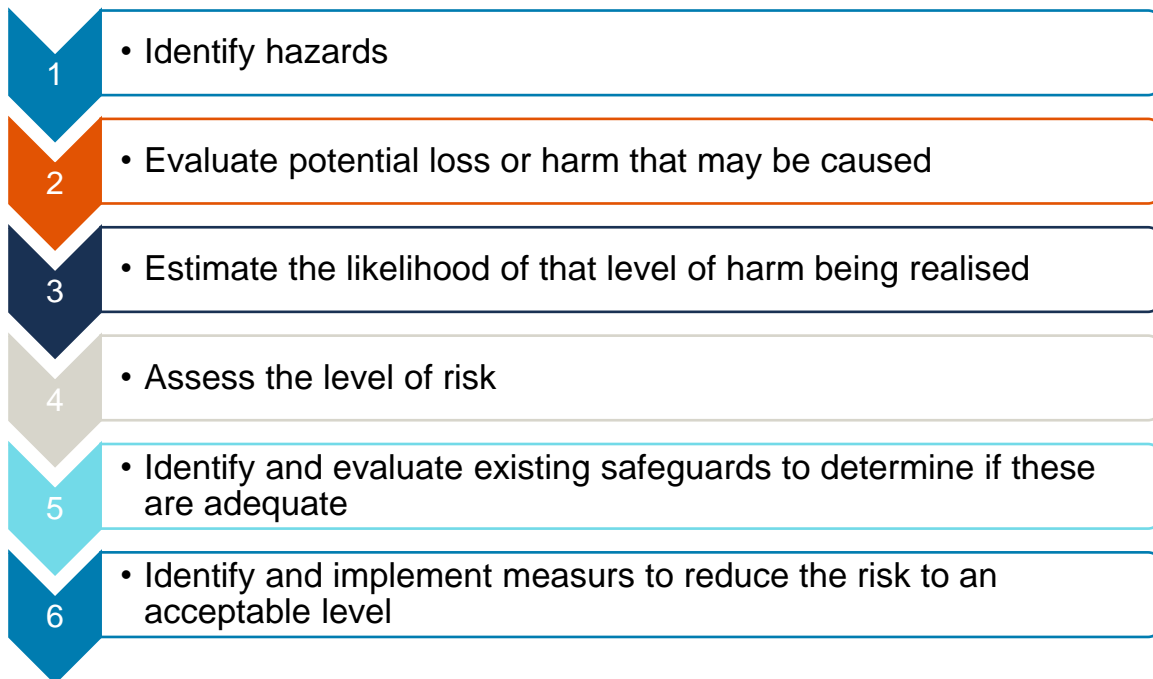 1
• Identify hazards
2
• Evaluate potential loss or harm that may be caused
3
• Estimate the likelihood of that level of harm being realised
4
• Assess the level of risk
5
• Identify and evaluate existing safeguards to determine if these
are adequate
6
• Identify and implement measurs to reduce the risk to an
acceptable level